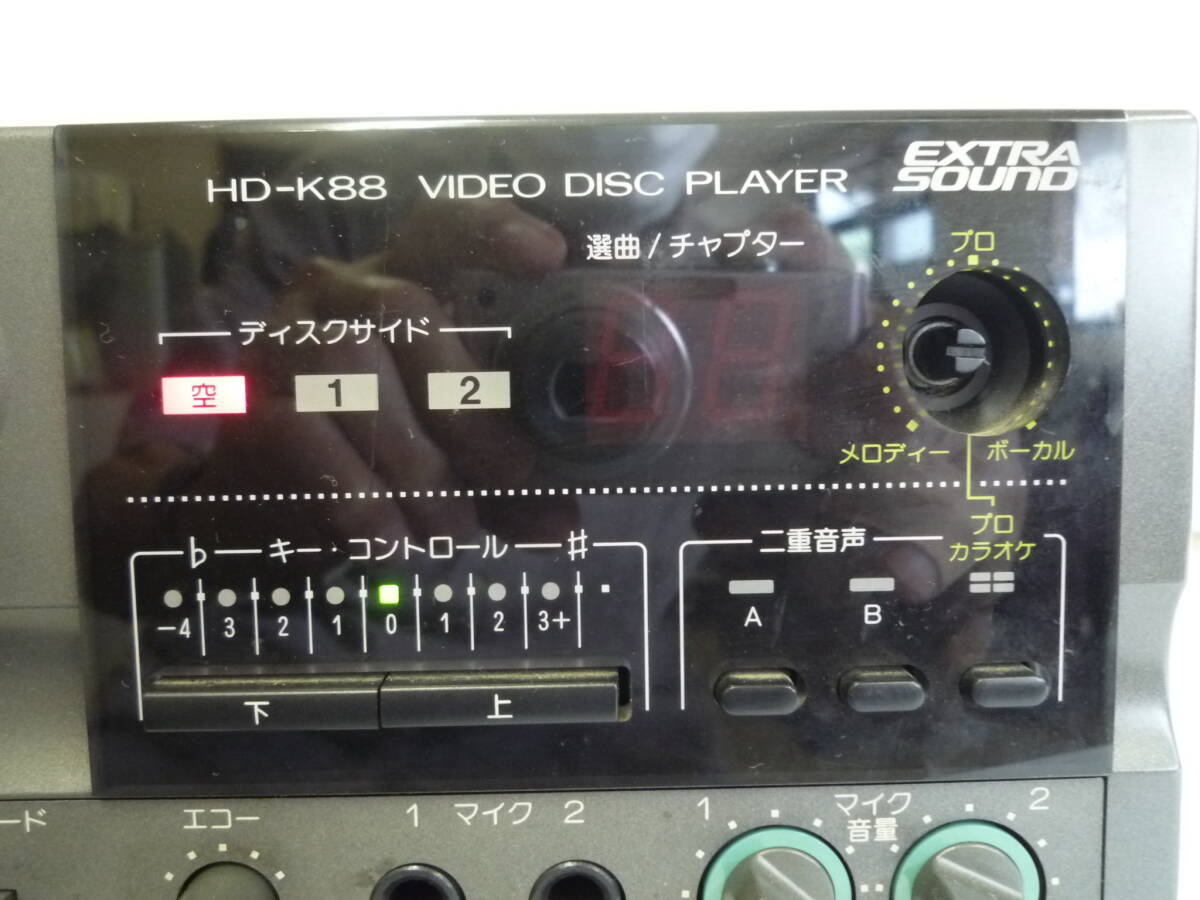 EXTRA
SOUND
HD-K88 VIDEO DISC PLAYER
選曲/チャプター
プロ
ディスクサイド
空 1 2
メロディー ボーカル
プロ
カラオケ
♭ キー・コントロール ♯
二重音声
−4 3 2 1 0 1 2 3+
A B
下 上
ード エコー 1 マイク 2 1 マイク 2
音量